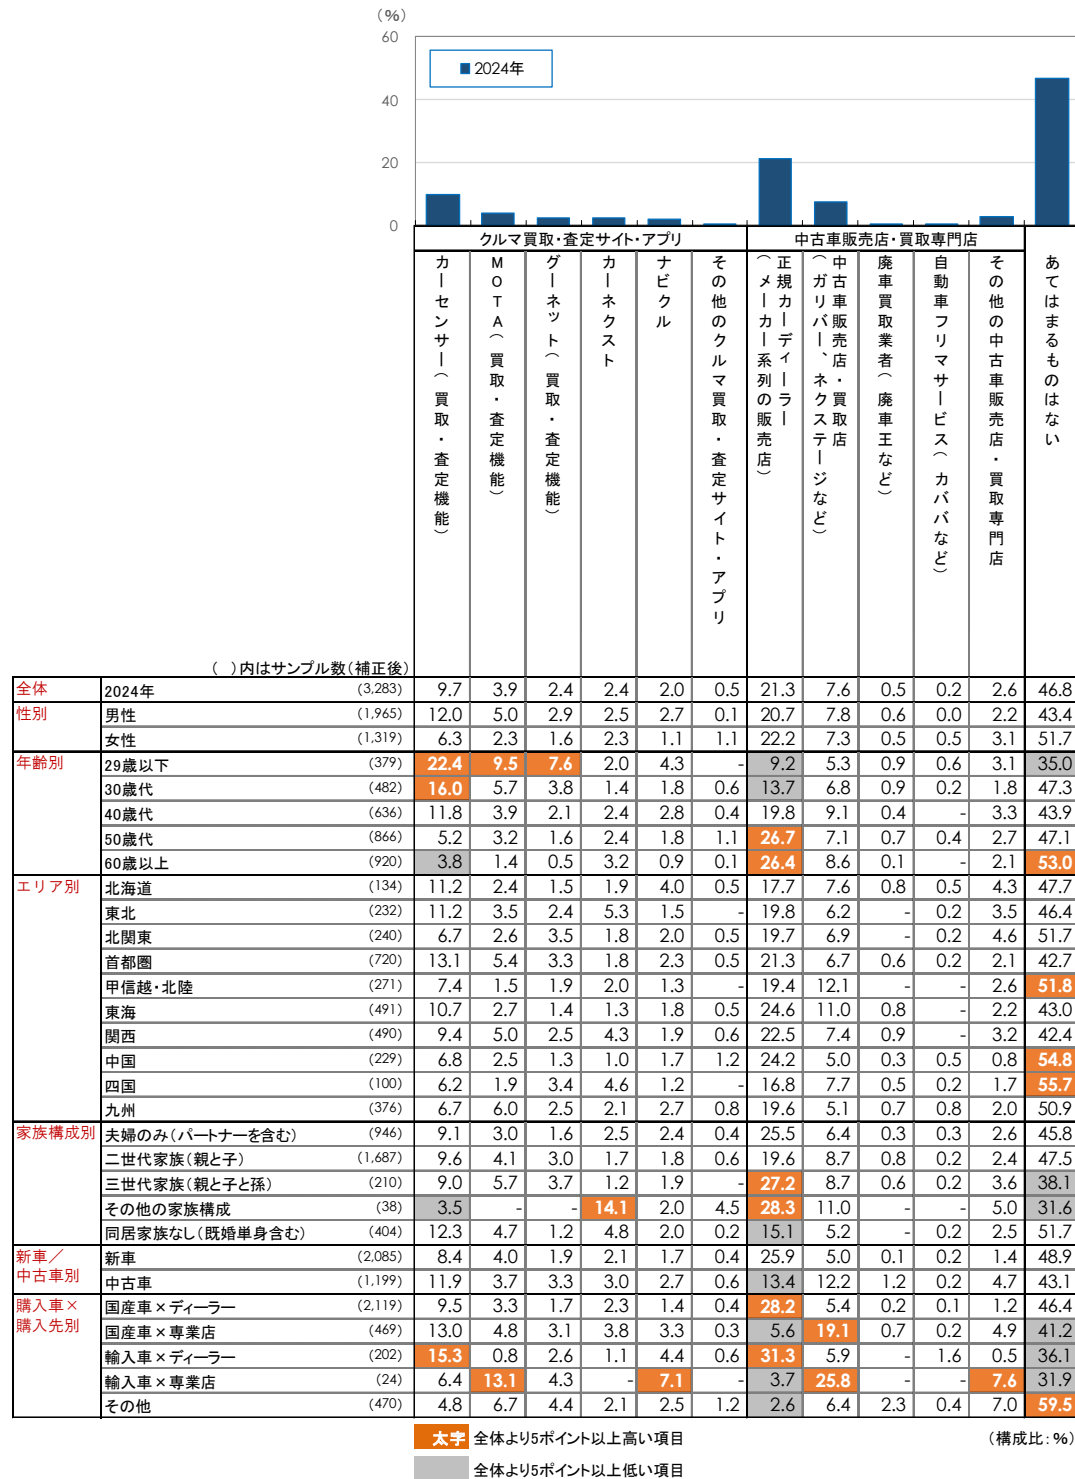 (%)
60
40
20
0
2024年
クルマ買取・査定サイト・アプリ 中古車販売店・買取専門店
カーセンサー(買取・査定機能)
MOTA(買取・査定機能)
グーネット(買取・査定機能)
カーネクスト
ナビクル
その他のクルマ買取・査定サイト・アプリ
正規カーディーラー
(メーカー系列の販売店)
中古車販売店・買取店
(ガリバー、ネクステージなど)
廃車買取業者(廃車王など)
自動車フリマサービス(カババなど)
その他の中古車販売店・買取専門店
あてはまるものはない
( )内はサンプル数(補正後)
全体 2024年 (3,283) 9.7 3.9 2.4 2.4 2.0 0.5 21.3 7.6 0.5 0.2 2.6 46.8
性別 男性 (1,965) 12.0 5.0 2.9 2.5 2.7 0.1 20.7 7.8 0.6 0.0 2.2 43.4
女性 (1,319) 6.3 2.3 1.6 2.3 1.1 1.1 22.2 7.3 0.5 0.5 3.1 51.7
年齢別 29歳以下 (379) 22.4 9.5 7.6 2.0 4.3 - 9.2 5.3 0.9 0.6 3.1 35.0
30歳代 (482) 16.0 5.7 3.8 1.4 1.8 0.6 13.7 6.8 0.9 0.2 1.8 47.3
40歳代 (636) 11.8 3.9 2.1 2.4 2.8 0.4 19.8 9.1 0.4 - 3.3 43.9
50歳代 (866) 5.2 3.2 1.6 2.4 1.8 1.1 26.7 7.1 0.7 0.4 2.7 47.1
60歳以上 (920) 3.8 1.4 0.5 3.2 0.9 0.1 26.4 8.6 0.1 - 2.1 53.0
エリア別 北海道 (134) 11.2 2.4 1.5 1.9 4.0 0.5 17.7 7.6 0.8 0.5 4.3 47.7
東北 (232) 11.2 3.5 2.4 5.3 1.5 - 19.8 6.2 - 0.2 3.5 46.4
北関東 (240) 6.7 2.6 3.5 1.8 2.0 0.5 19.7 6.9 - 0.2 4.6 51.7
首都圏 (720) 13.1 5.4 3.3 1.8 2.3 0.5 21.3 6.7 0.6 0.2 2.1 42.7
甲信越・北陸 (271) 7.4 1.5 1.9 2.0 1.3 - 19.4 12.1 - - 2.6 51.8
東海 (491) 10.7 2.7 1.4 1.3 1.8 0.5 24.6 11.0 0.8 - 2.2 43.0
関西 (490) 9.4 5.0 2.5 4.3 1.9 0.6 22.5 7.4 0.9 - 3.2 42.4
中国 (229) 6.8 2.5 1.3 1.0 1.7 1.2 24.2 5.0 0.3 0.5 0.8 54.8
四国 (100) 6.2 1.9 3.4 4.6 1.2 - 16.8 7.7 0.5 0.2 1.7 55.7
九州 (376) 6.7 6.0 2.5 2.1 2.7 0.8 19.6 5.1 0.7 0.8 2.0 50.9
家族構成別 夫婦のみ(パートナーを含む) (946) 9.1 3.0 1.6 2.5 2.4 0.4 25.5 6.4 0.3 0.3 2.6 45.8
二世代家族(親と子) (1,687) 9.6 4.1 3.0 1.7 1.8 0.6 19.6 8.7 0.8 0.2 2.4 47.5
三世代家族(親と子と孫) (210) 9.0 5.7 3.7 1.2 1.9 - 27.2 8.7 0.6 0.2 3.6 38.1
その他の家族構成 (38) 3.5 - - 14.1 2.0 4.5 28.3 11.0 - - 5.0 31.6
同居家族なし(既婚単身含む) (404) 12.3 4.7 1.2 4.8 2.0 0.2 15.1 5.2 - 0.2 2.5 51.7
新車/ 新車 (2,085) 8.4 4.0 1.9 2.1 1.7 0.4 25.9 5.0 0.1 0.2 1.4 48.9
中古車別 中古車 (1,199) 11.9 3.7 3.3 3.0 2.7 0.6 13.4 12.2 1.2 0.2 4.7 43.1
購入車× 国産車×ディーラー (2,119) 9.5 3.3 1.7 2.3 1.4 0.4 28.2 5.4 0.2 0.1 1.2 46.4
購入先別 国産車×専業店 (469) 13.0 4.8 3.1 3.8 3.3 0.3 5.6 19.1 0.7 0.2 4.9 41.2
輸入車×ディーラー (202) 15.3 0.8 2.6 1.1 4.4 0.6 31.3 5.9 - 1.6 0.5 36.1
輸入車×専業店 (24) 6.4 13.1 4.3 - 7.1 - 3.7 25.8 - - 7.6 31.9
その他 (470) 4.8 6.7 4.4 2.1 2.5 1.2 2.6 6.4 2.3 0.4 7.0 59.5
太字 全体より5ポイント以上高い項目 (構成比:%)
全体より5ポイント以上低い項目